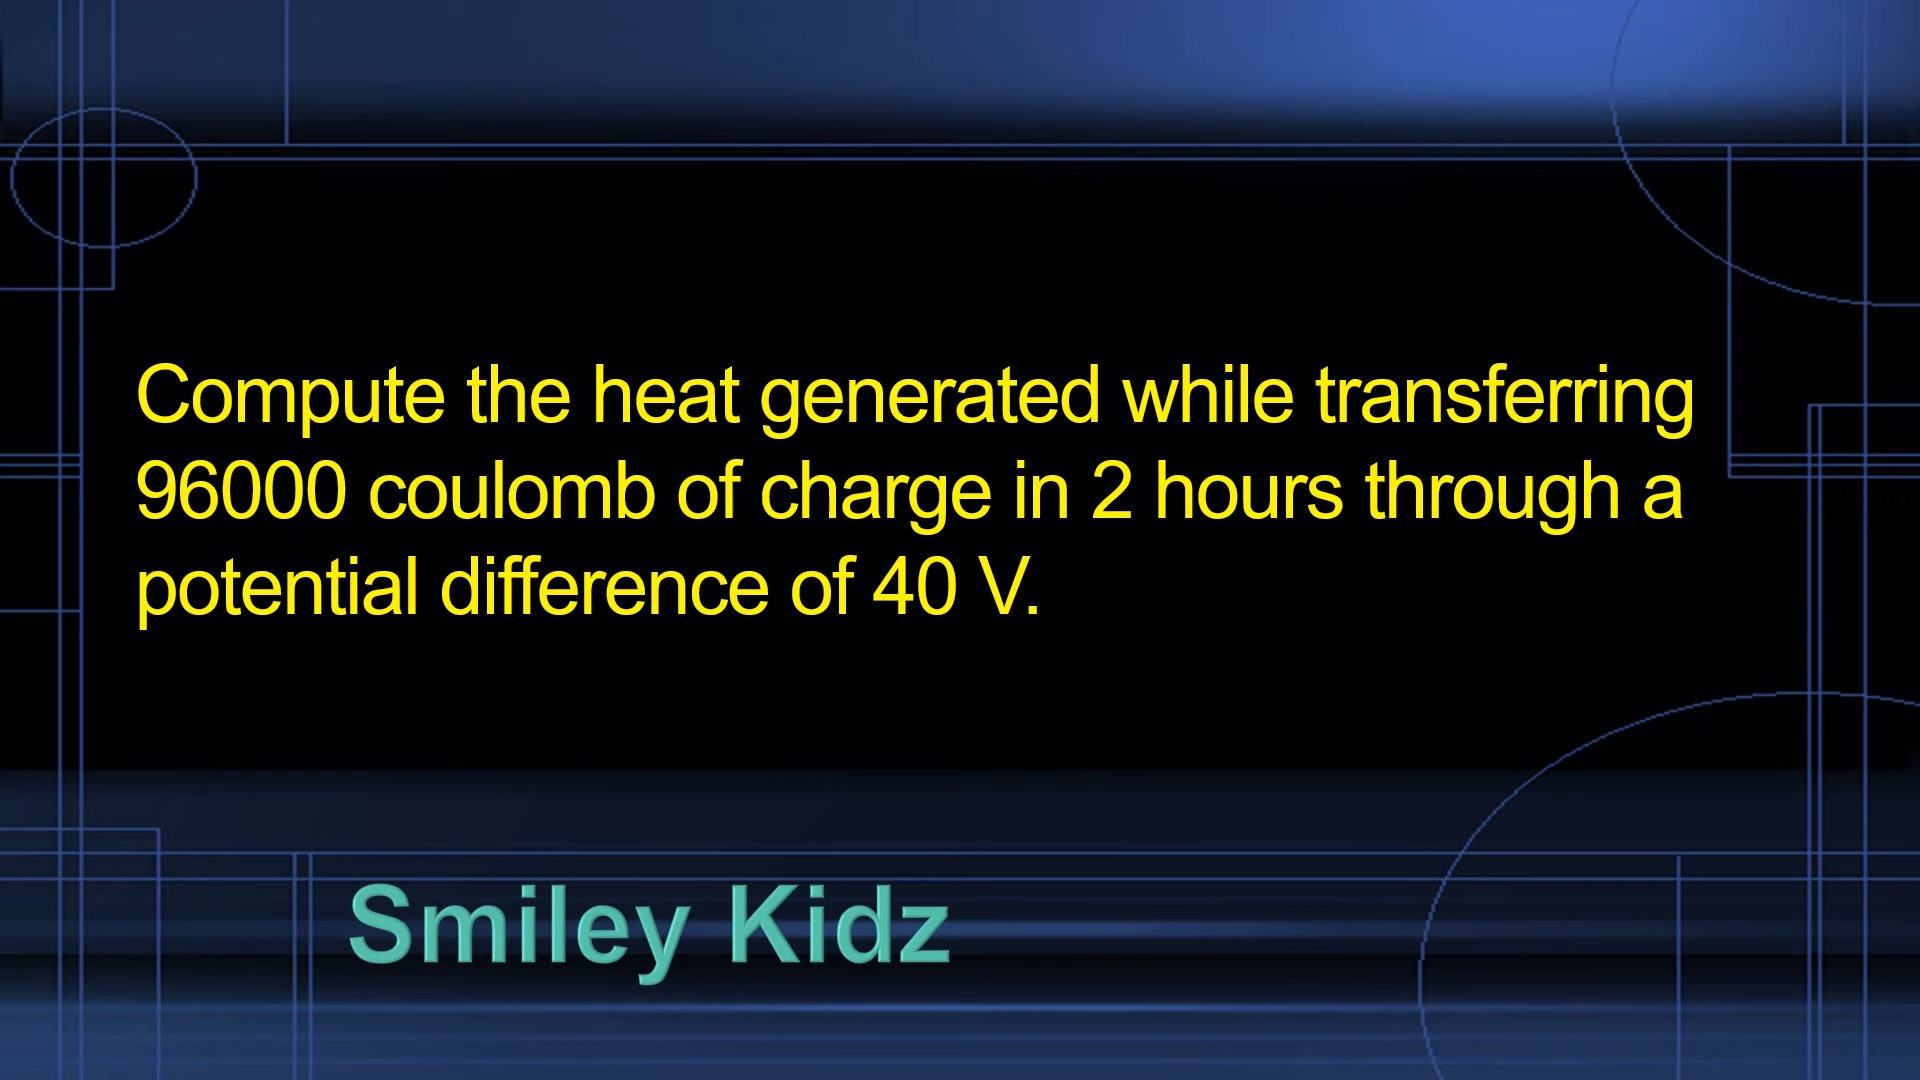 Compute the heat generated while transferring
96000 coulomb of charge in 2 hours through a
potential difference of 40 V.
Smiley Kidz